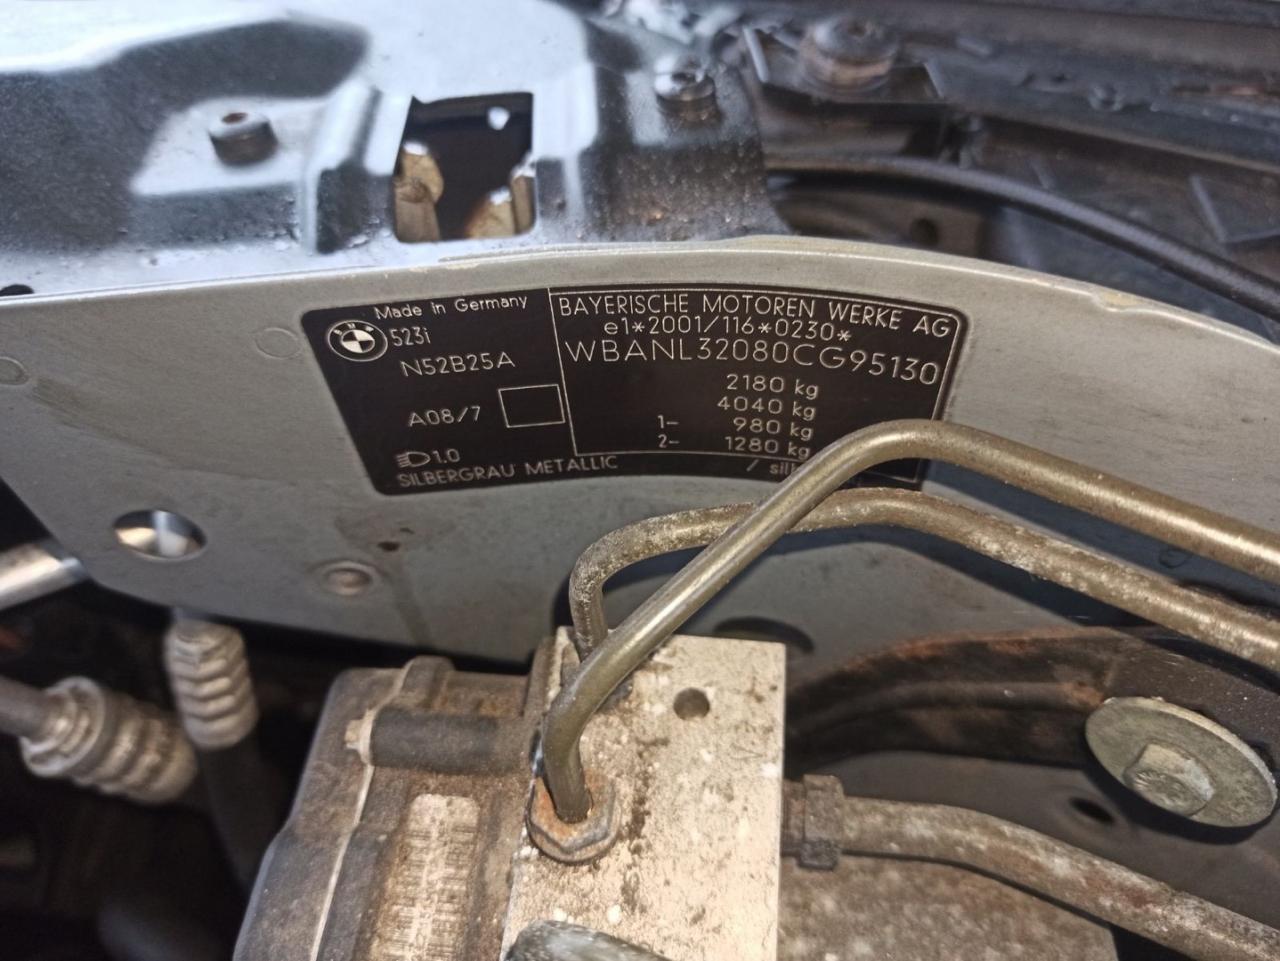 Made in Germany
BMW
523i
N52B25A
A08/7
1.0
SILBERGRAU METALLIC
BAYERISCHE MOTOREN WERKE AG
e1*2001/116*0230*
WBANL32080CG95130
2180 kg
4040 kg
1- 980 kg
2- 1280 kg
/